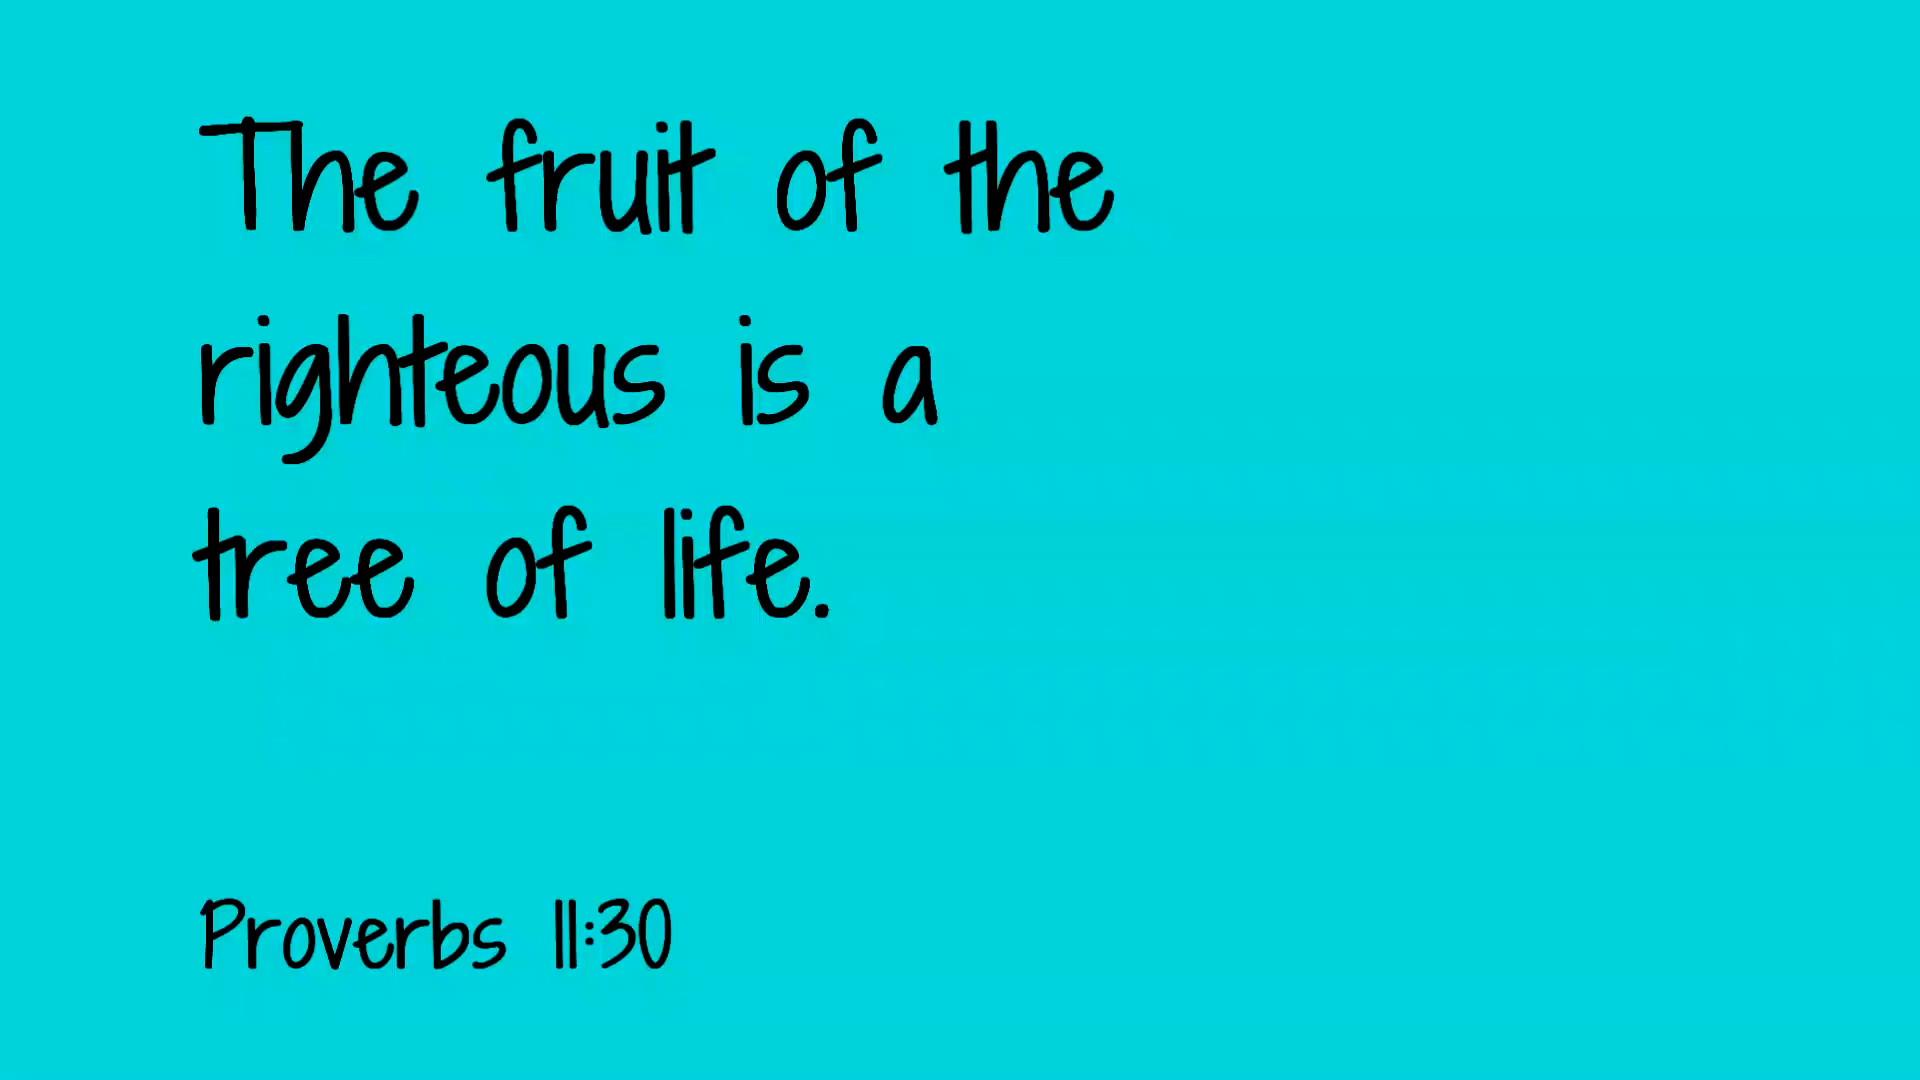 The fruit of the
righteous is a
tree of life.
Proverbs 11:30